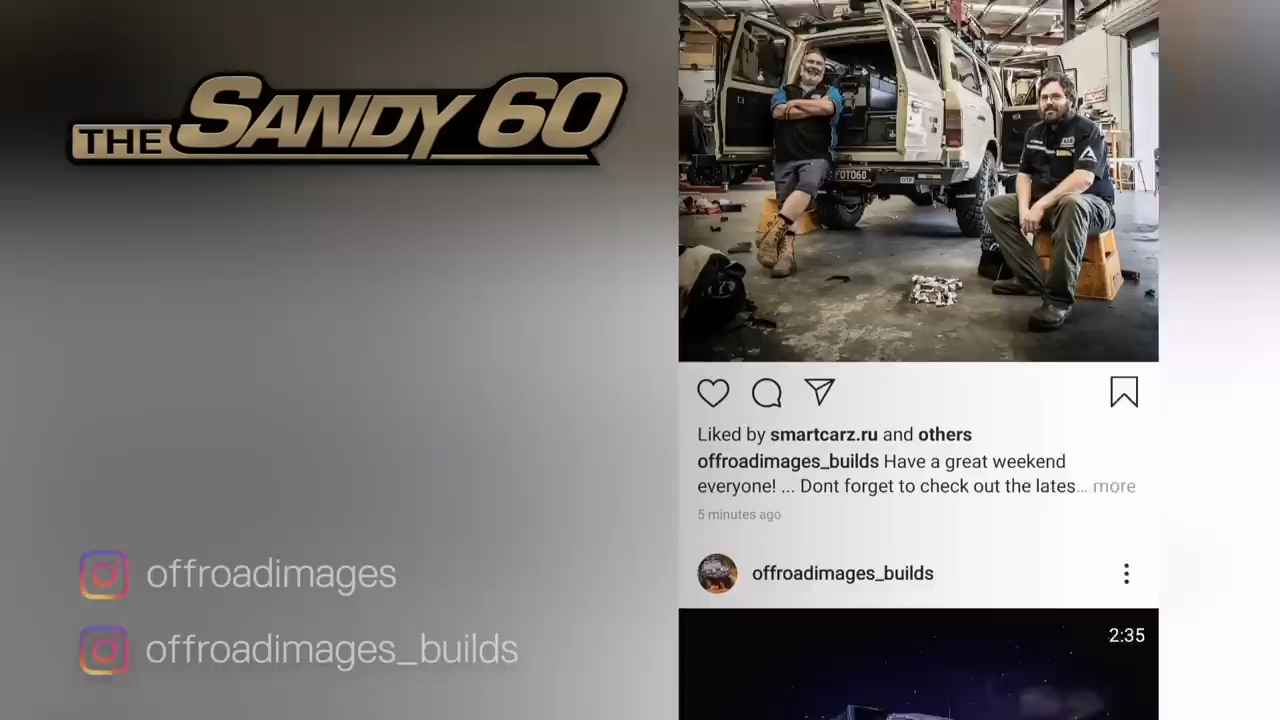 THE SANDY 60
FOTO60
Liked by smartcarz.ru and others
offroadimages_builds Have a great weekend
everyone! ... Dont forget to check out the lates... more
5 minutes ago
offroadimages_builds
2:35
offroadimages
offroadimages_builds